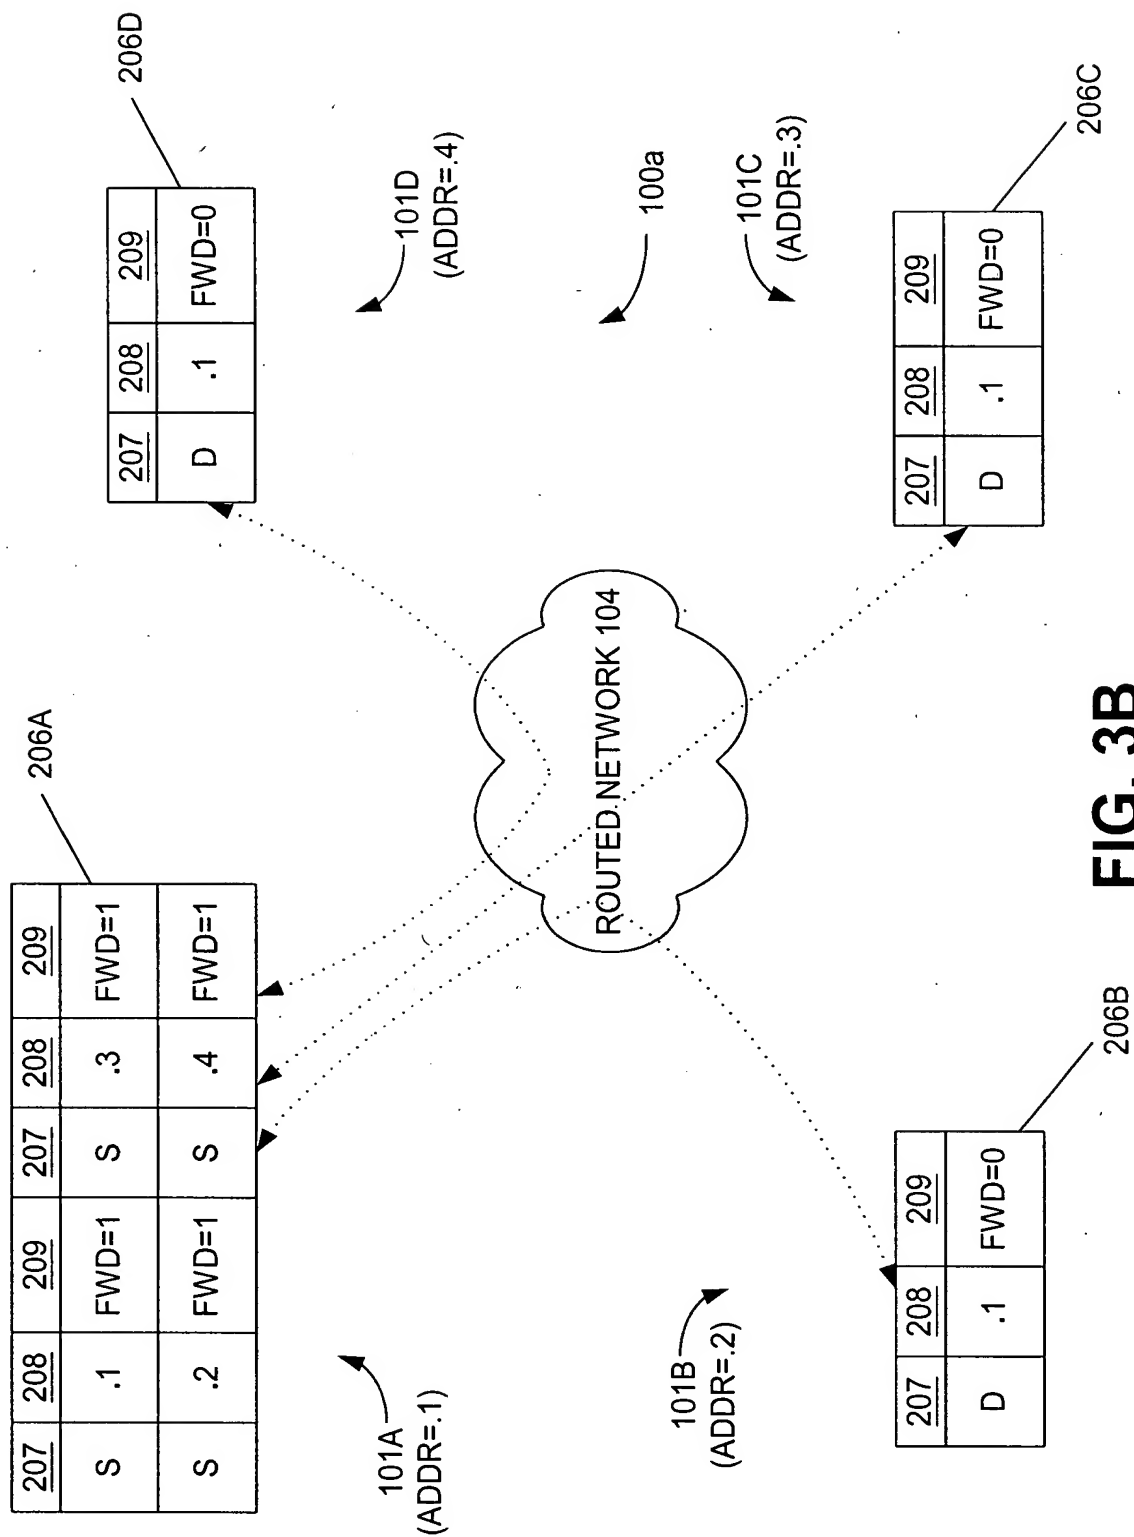 207 208 209 207 208 209
S .1 FWD=1 S .3 FWD=1
S .2 FWD=1 S .4 FWD=1
206A
207 208 209
D .1 FWD=0
206D
101A
(ADDR=.1)
101D
(ADDR=.4)
ROUTED NETWORK 104
100a
101B
(ADDR=.2)
101C
(ADDR=.3)
207 208 209
D .1 FWD=0
206B
207 208 209
D .1 FWD=0
206C
FIG. 3B